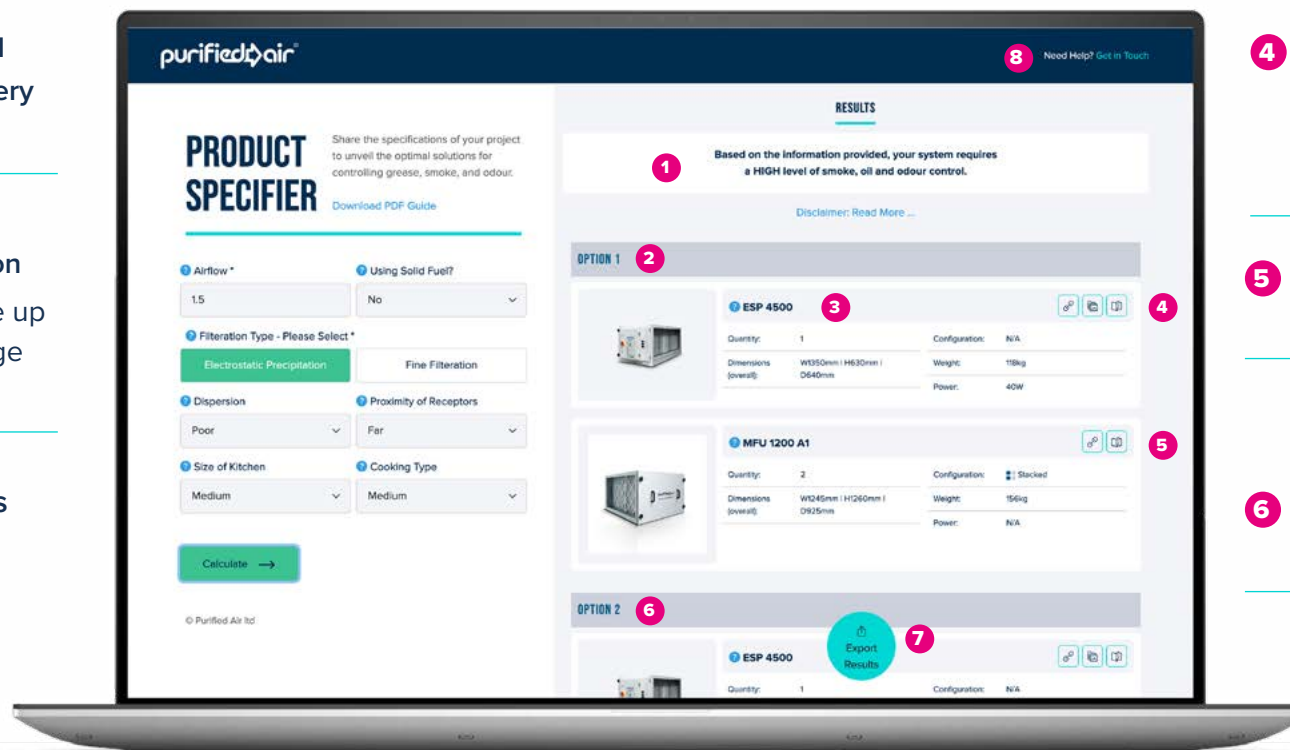 ery
on
e up
ge
s
purified air
8
Need Help? Get in Touch
PRODUCT
SPECIFIER
Share the specifications of your project
to unveil the optimal solutions for
controlling grease, smoke, and odour.
Download PDF Guide
Airflow *
Using Solid Fuel?
1.5
No
Filteration Type - Please Select *
Electrostatic Precipitation
Fine Filteration
Dispersion
Proximity of Receptors
Poor
Far
Size of Kitchen
Cooking Type
Medium
Medium
Calculate
© Purified Air ltd
RESULTS
1
Based on the information provided, your system requires
a HIGH level of smoke, oil and odour control.
Disclaimer: Read More ...
OPTION 1
2
ESP 4500
3
4
Quantity: 1
Configuration: N/A
Dimensions (overall): W1350mm | H630mm | D640mm
Weight: 118kg
Power: 40W
MFU 1200 A1
5
Quantity: 2
Configuration: Stacked
Dimensions (overall): W1245mm | H1260mm | D925mm
Weight: 156kg
Power: N/A
OPTION 2
6
Export
Results
7
ESP 4500
Quantity: 1
Configuration: N/A
4
5
6